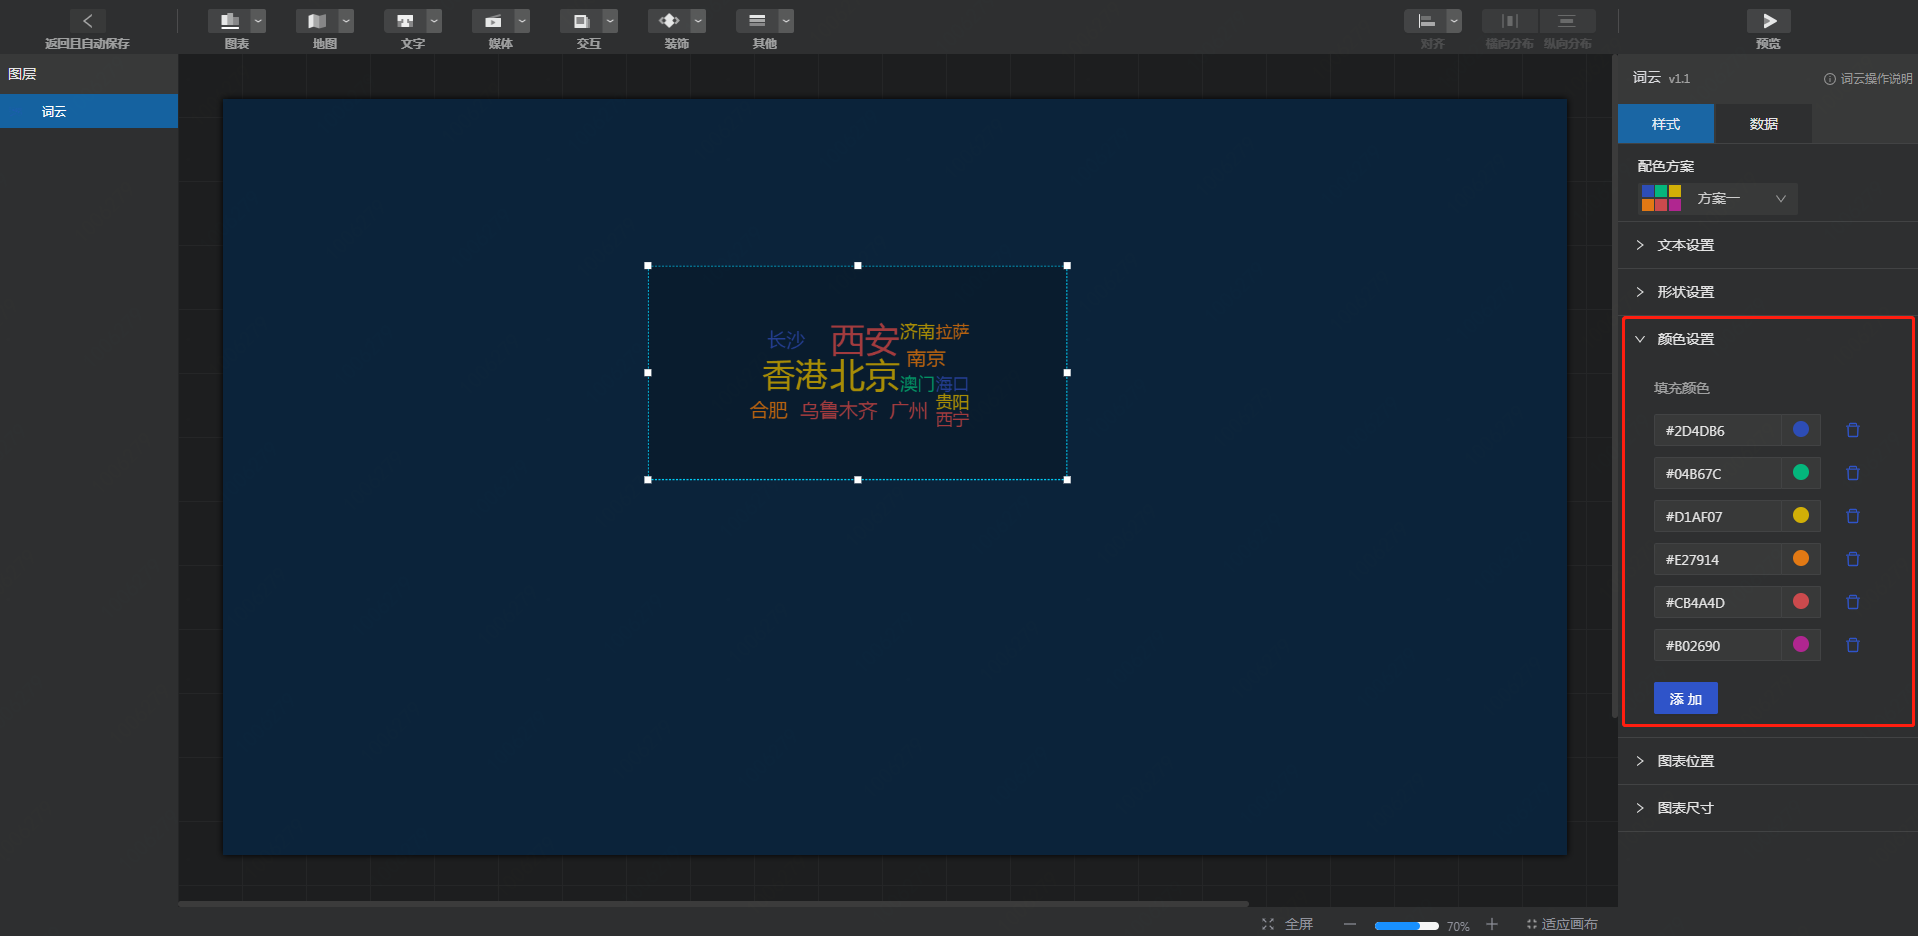 返回且自动保存
图表
地图
文字
媒体
交互
装饰
其他
对齐
横向分布
纵向分布
预览
图层
词云
长沙
西安
济南
拉萨
南京
香港
北京
澳门
海口
贵阳
合肥
乌鲁木齐
广州
西宁
词云 v1.1
词云操作说明
样式
数据
配色方案
方案一
文本设置
形状设置
颜色设置
填充颜色
#2D4DB6
#04B67C
#D1AF07
#E27914
#CB4A4D
#B02690
添加
图表位置
图表尺寸
全屏
70%
适应画布